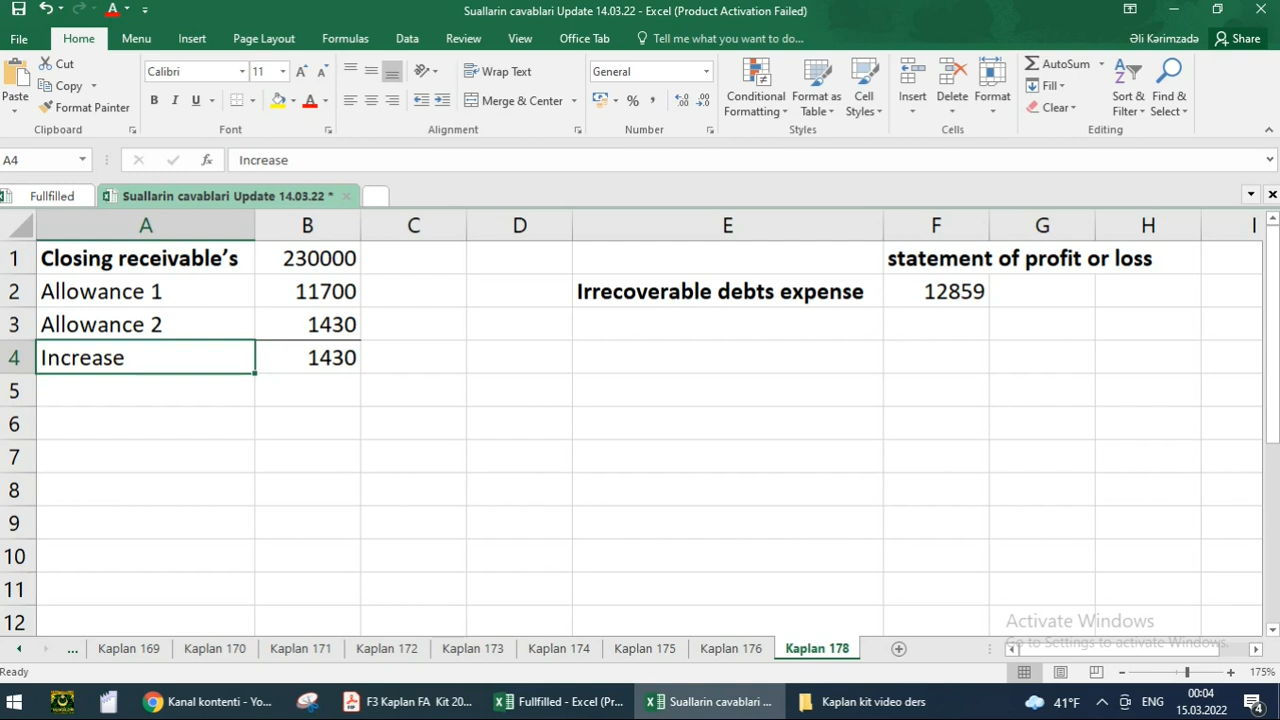 Suallarin cavablari Update 14.03.22 - Excel (Product Activation Failed)
File Home Menu Insert Page Layout Formulas Data Review View Office Tab Tell me what you want to do... Əli Kərimzadə Share
Paste
Cut
Copy
Format Painter
Clipboard
Calibri 11
B I U
Font
Wrap Text
Merge & Center
Alignment
General
%
Number
Conditional Formatting
Format as Table
Cell Styles
Styles
Insert Delete Format
Cells
AutoSum
Fill
Clear
Sort & Filter
Find & Select
Editing
A4 fx Increase
Fullfilled Suallarin cavablari Update 14.03.22 *
A B C D E F G H I
1 Closing receivable’s 230000 statement of profit or loss
2 Allowance 1 11700 Irrecoverable debts expense 12859
3 Allowance 2 1430
4 Increase 1430
5
6
7
8
9
10
11
12
Activate Windows
Go to Settings to activate Windows.
... Kaplan 169 Kaplan 170 Kaplan 171 Kaplan 172 Kaplan 173 Kaplan 174 Kaplan 175 Kaplan 176 Kaplan 178
Ready 175%
Kanal kontenti - Yo... F3 Kaplan FA Kit 20... Fullfilled - Excel (Pr... Suallarin cavablari ... Kaplan kit video ders 41°F ENG 00:04
15.03.2022 4